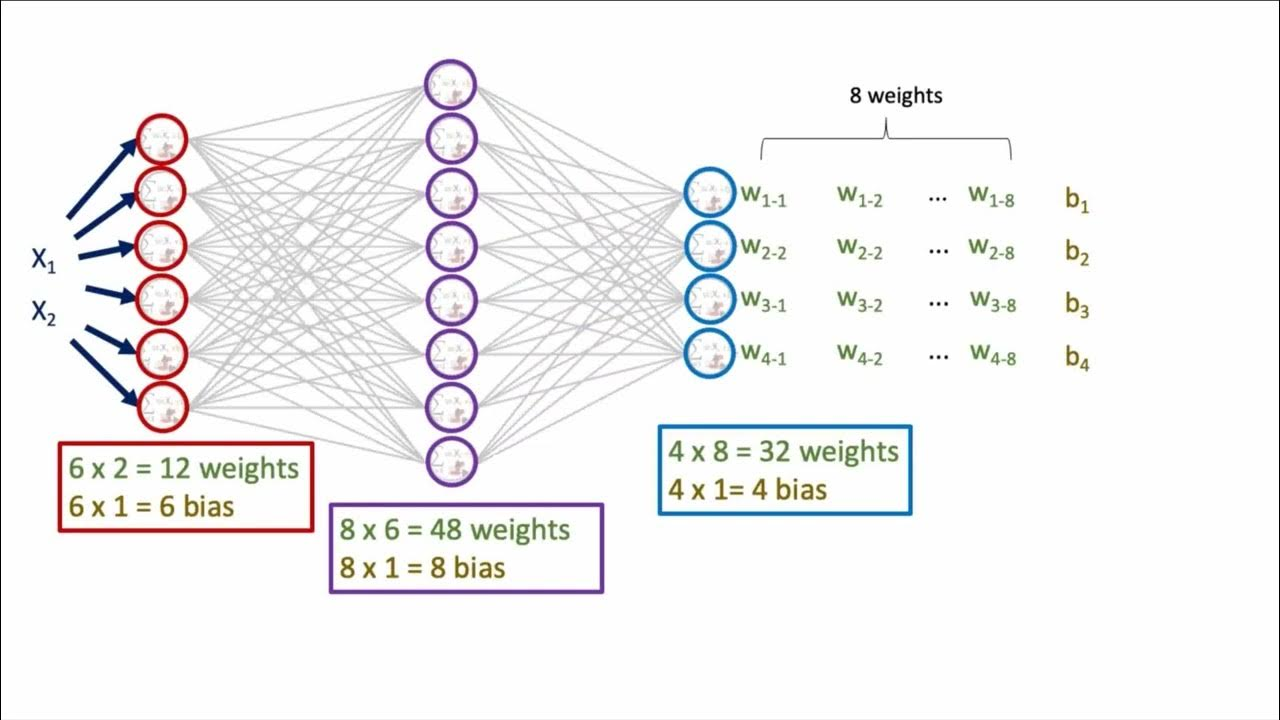 8 weights
w1-1 w1-2 ... w1-8 b1
w2-2 w2-2 ... w2-8 b2
X1
w3-1 w3-2 ... w3-8 b3
X2
w4-1 w4-2 ... w4-8 b4
6 x 2 = 12 weights
6 x 1 = 6 bias
8 x 6 = 48 weights
8 x 1 = 8 bias
4 x 8 = 32 weights
4 x 1= 4 bias